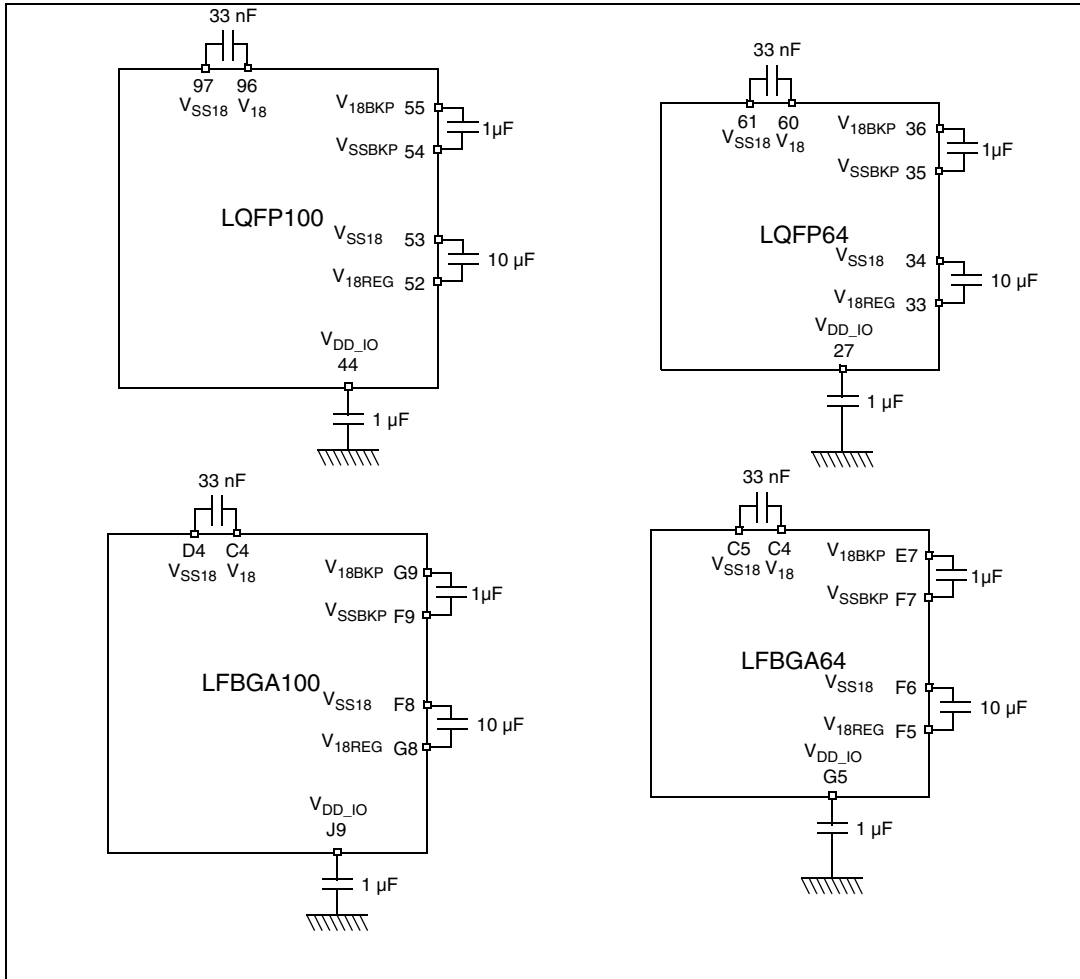 33 nF
97 96
VSS18 V18
V18BKP 55
1µF
VSSBKP 54
LQFP100
VSS18 53
10 µF
V18REG 52
VDD_IO
44
1 µF
33 nF
61 60
VSS18 V18
V18BKP 36
1µF
VSSBKP 35
LQFP64
VSS18 34
10 µF
V18REG 33
VDD_IO
27
1 µF
33 nF
D4 C4
VSS18 V18
V18BKP G9
1µF
VSSBKP F9
LFBGA100
VSS18 F8
10 µF
V18REG G8
VDD_IO
J9
1 µF
33 nF
C5 C4
VSS18 V18
V18BKP E7
1µF
VSSBKP F7
LFBGA64
VSS18 F6
10 µF
V18REG F5
VDD_IO
G5
1 µF